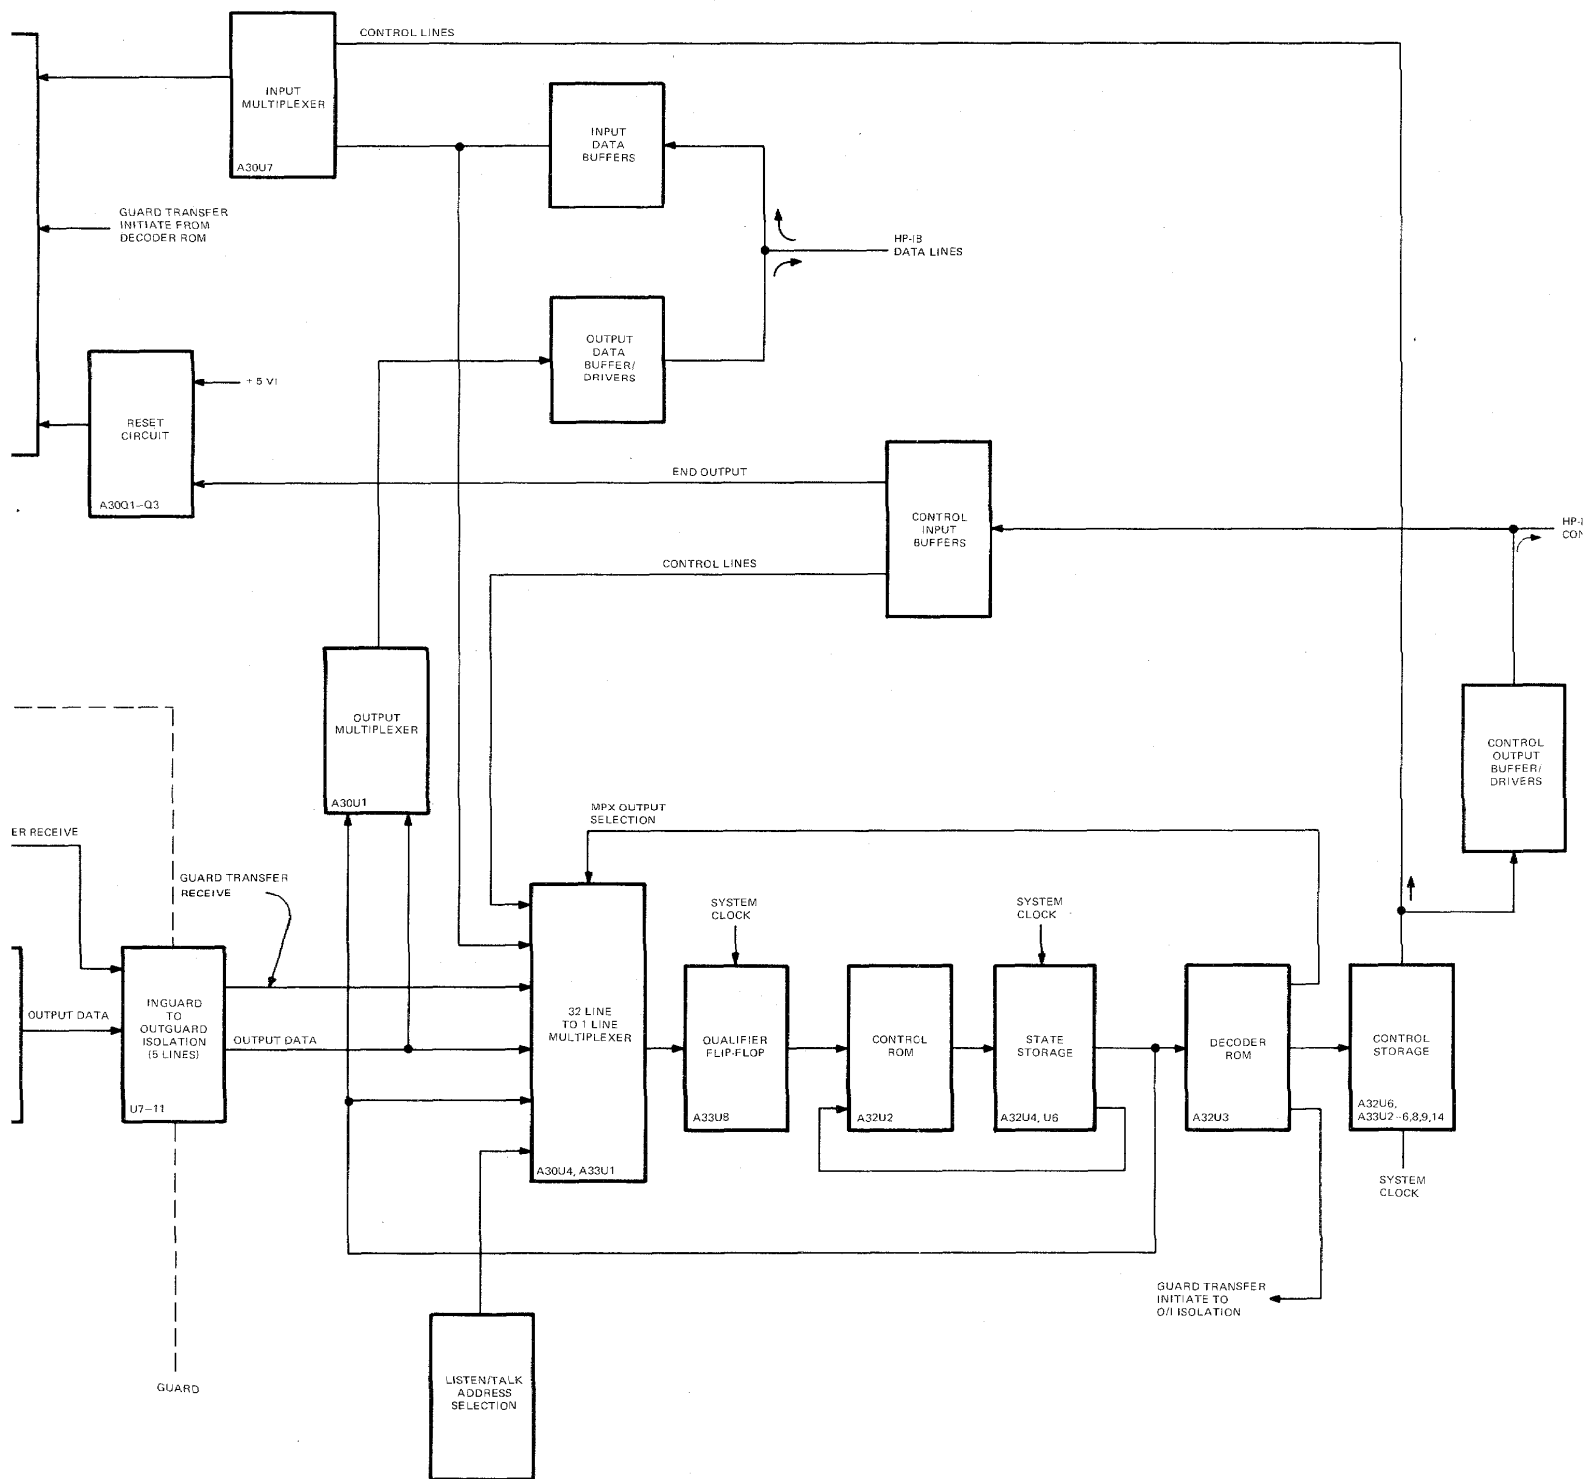 CONTROL LINES
INPUT
MULTIPLEXER
A30U7
INPUT
DATA
BUFFERS
GUARD TRANSFER
INITIATE FROM
DECODER ROM
HP-IB
DATA LINES
OUTPUT
DATA
BUFFER/
DRIVERS
+ 5 VI
RESET
CIRCUIT
A30Q1–Q3
END OUTPUT
CONTROL
INPUT
BUFFERS
HP-I
CON
CONTROL LINES
OUTPUT
MULTIPLEXER
A30U1
CONTROL
OUTPUT
BUFFER/
DRIVERS
MPX OUTPUT
SELECTION
ER RECEIVE
GUARD TRANSFER
RECEIVE
SYSTEM
CLOCK
SYSTEM
CLOCK
OUTPUT DATA
INGUARD
TO
OUTGUARD
ISOLATION
(5 LINES)
U7–11
OUTPUT DATA
32 LINE
TO 1 LINE
MULTIPLEXER
A30U4, A33U1
QUALIFIER
FLIP-FLOP
A33U8
CONTROL
ROM
A32U2
STATE
STORAGE
A32U4, U6
DECODER
ROM
A32U3
CONTROL
STORAGE
A32U6,
A33U2–6,8,9,14
SYSTEM
CLOCK
GUARD TRANSFER
INITIATE TO
O/I ISOLATION
LISTEN/TALK
ADDRESS
SELECTION
GUARD